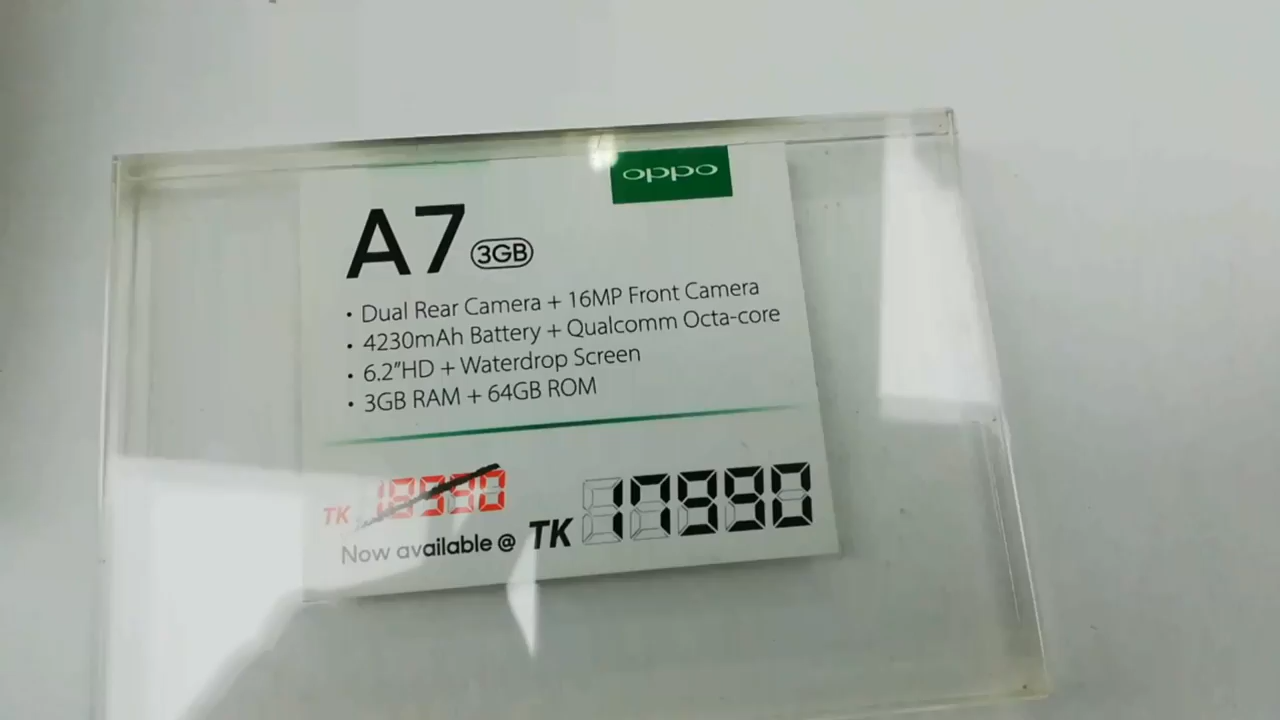 oppo
A7 3GB
• Dual Rear Camera + 16MP Front Camera
• 4230mAh Battery + Qualcomm Octa-core
• 6.2"HD + Waterdrop Screen
• 3GB RAM + 64GB ROM
TK
Now available @ TK 17990